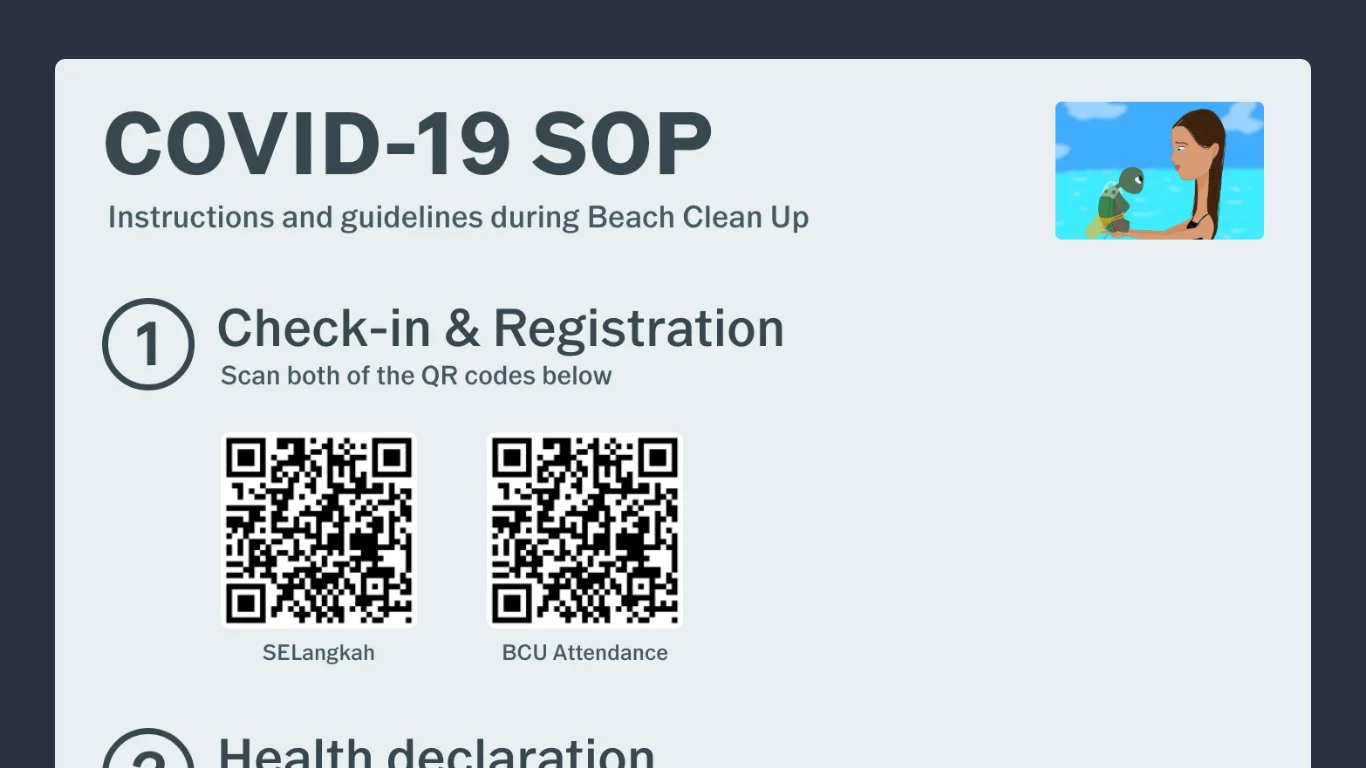 COVID-19 SOP
Instructions and guidelines during Beach Clean Up
1
Check-in & Registration
Scan both of the QR codes below
SELangkah
BCU Attendance
2
Health declaration